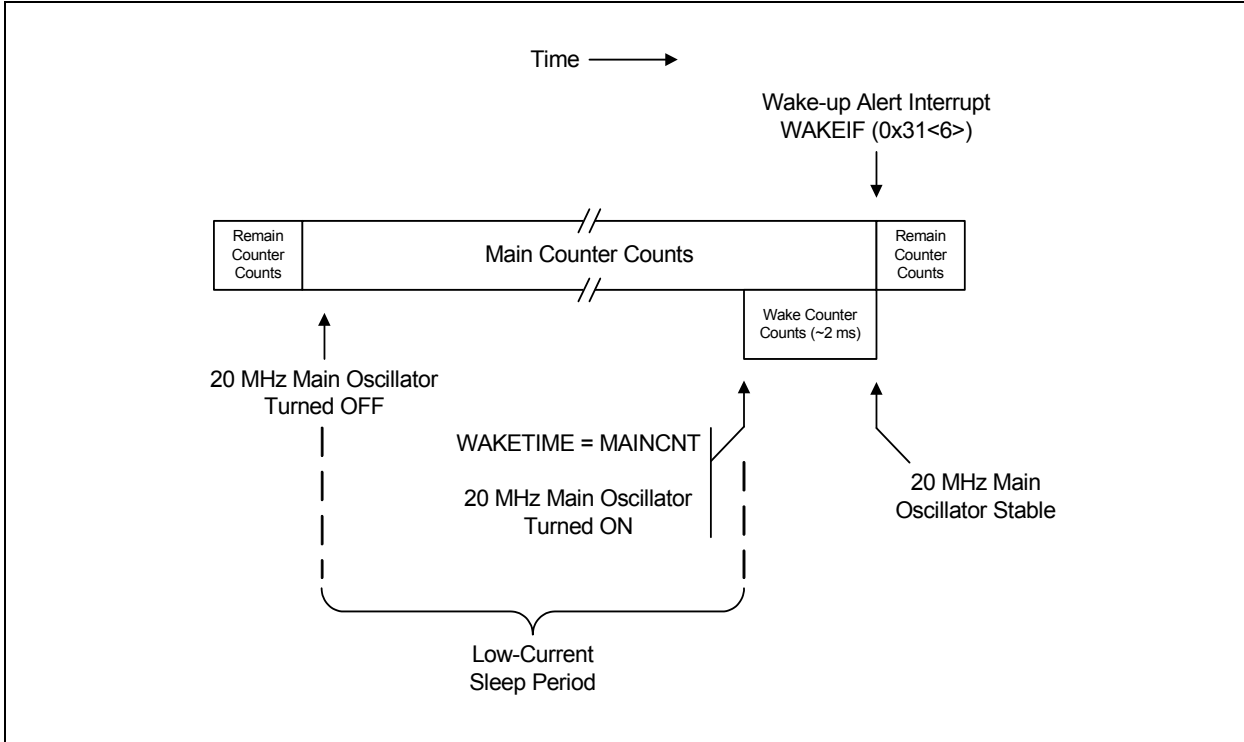 Time
Wake-up Alert Interrupt
WAKEIF (0x31<6>)
Remain
Counter
Counts
Main Counter Counts
Remain
Counter
Counts
Wake Counter
Counts (~2 ms)
20 MHz Main Oscillator
Turned OFF
WAKETIME = MAINCNT
20 MHz Main Oscillator
Turned ON
20 MHz Main
Oscillator Stable
Low-Current
Sleep Period